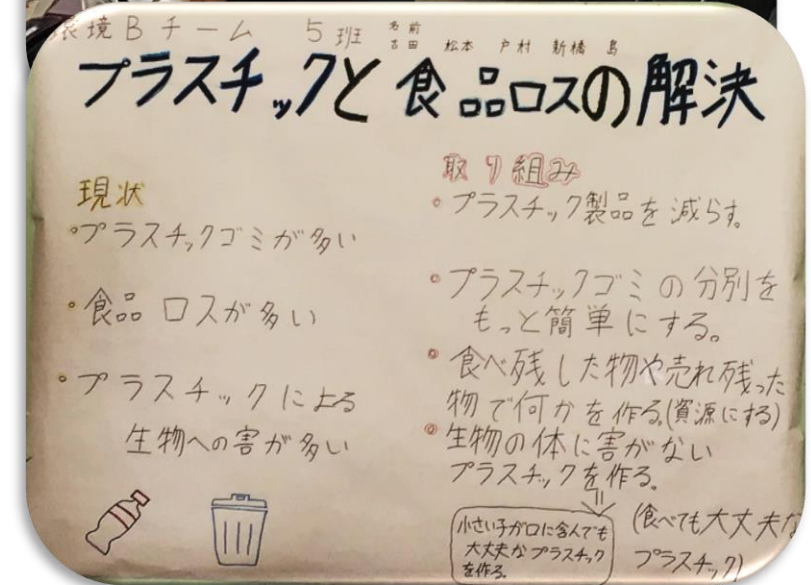 環境Bチーム 5班 名前
吉田 松本 戸村 新橋 島
プラスチックと食品ロスの解決
現状
・プラスチックゴミが多い
・食品ロスが多い
・プラスチックによる
生物への害が多い
取り組み
・プラスチック製品を減らす。
・プラスチックゴミの分別を
もっと簡単にする。
・食べ残した物や売れ残った
物で何かを作る。(資源にする)
・生物の体に害がない
プラスチックを作る。
小さい子が口に含んでも
大丈夫なプラスチック
を作る。
(食べても大丈夫な
プラスチック)